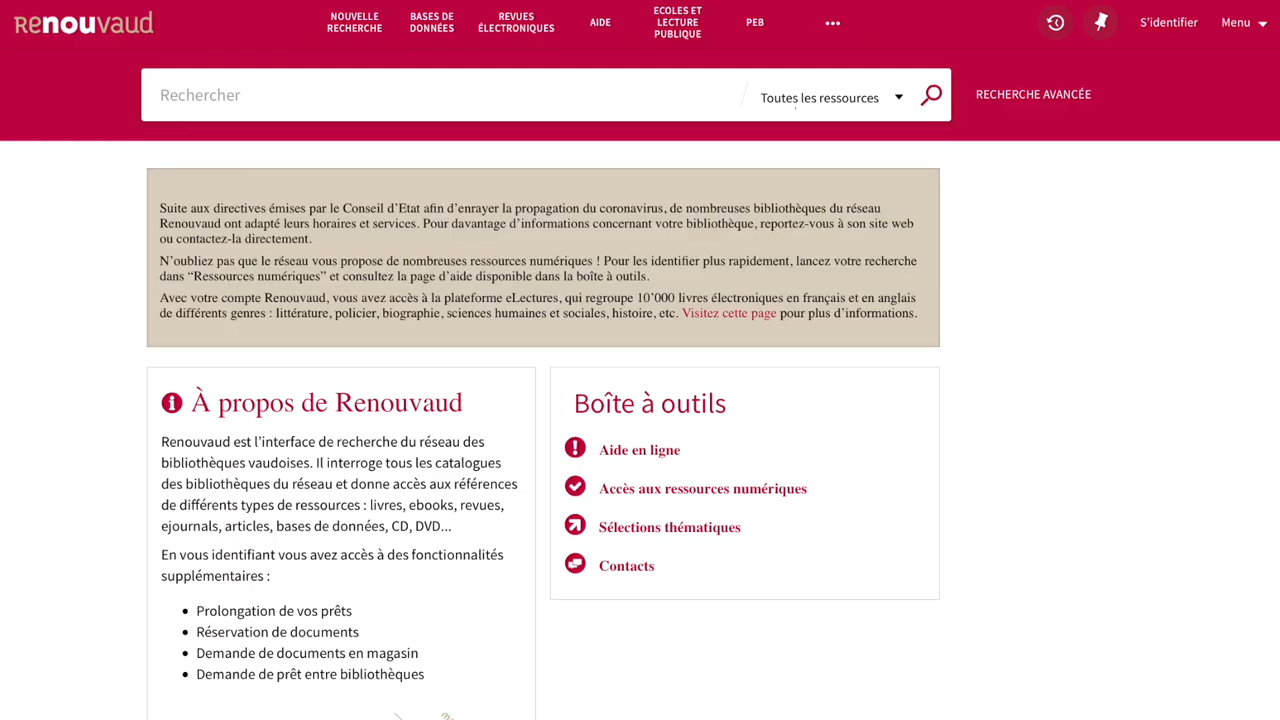 Renouvaud
NOUVELLE
RECHERCHE
BASES DE
DONNÉES
REVUES
ÉLECTRONIQUES
AIDE
ECOLES ET
LECTURE
PUBLIQUE
PEB
S'identifier
Menu
Rechercher
Toutes les ressources
RECHERCHE AVANCÉE
Suite aux directives émises par le Conseil d’Etat afin d’enrayer la propagation du coronavirus, de nombreuses bibliothèques du réseau
Renouvaud ont adapté leurs horaires et services. Pour davantage d’informations concernant votre bibliothèque, reportez-vous à son site web
ou contactez-la directement.
N’oubliez pas que le réseau vous propose de nombreuses ressources numériques ! Pour les identifier plus rapidement, lancez votre recherche
dans “Ressources numériques” et consultez la page d’aide disponible dans la boîte à outils.
Avec votre compte Renouvaud, vous avez accès à la plateforme eLectures, qui regroupe 10’000 livres électroniques en français et en anglais
de différents genres : littérature, policier, biographie, sciences humaines et sociales, histoire, etc. Visitez cette page pour plus d’informations.
À propos de Renouvaud
Renouvaud est l’interface de recherche du réseau des
bibliothèques vaudoises. Il interroge tous les catalogues
des bibliothèques du réseau et donne accès aux références
de différents types de ressources : livres, ebooks, revues,
ejournals, articles, bases de données, CD, DVD...
En vous identifiant vous avez accès à des fonctionnalités
supplémentaires :
Prolongation de vos prêts
Réservation de documents
Demande de documents en magasin
Demande de prêt entre bibliothèques
Boîte à outils
Aide en ligne
Accès aux ressources numériques
Sélections thématiques
Contacts